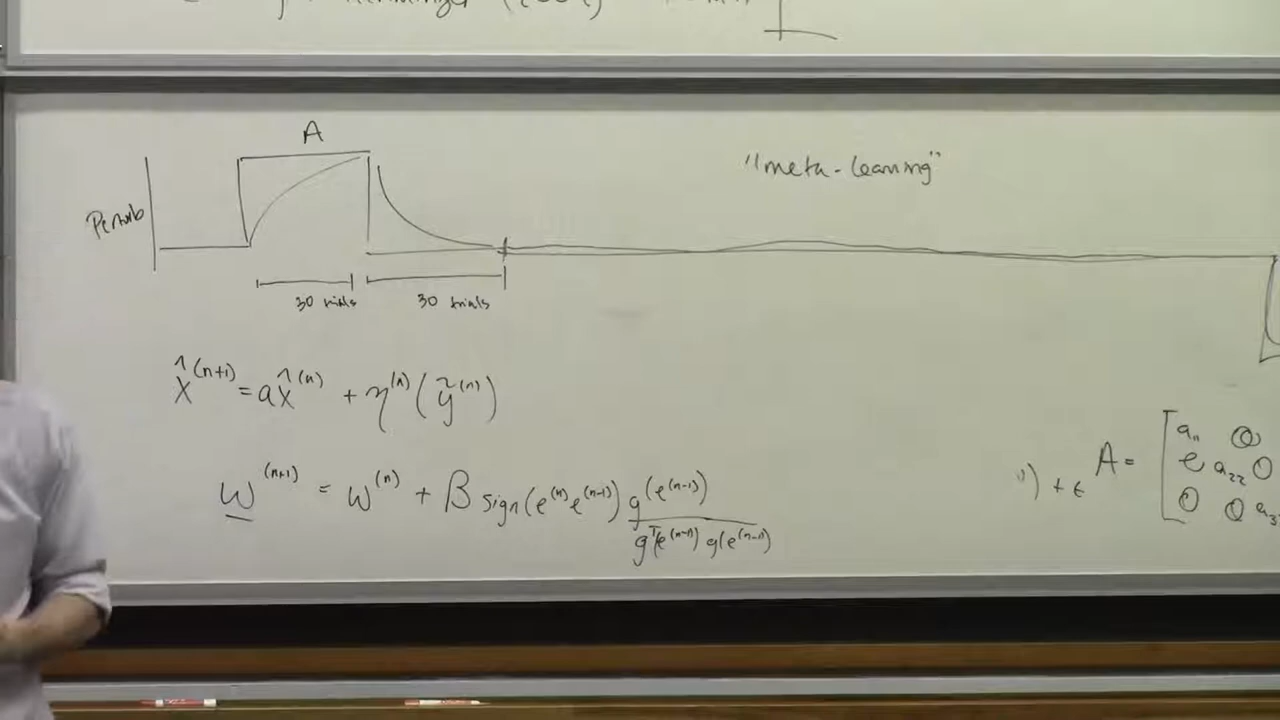 A
"meta-learning"
Perturb
30 trials 30 trials
x̂^(n+1) = a x̂^(n) + η^(n) (ỹ^(n))
w^(n+1) = w^(n) + β sign(e^(n) e^(n-1)) g(e^(n-1)) / g^T(e^(n-1)) g(e^(n-1))
) + ε
A = [a₁₁ 0
e a₂₂ 0
0 0 a₃